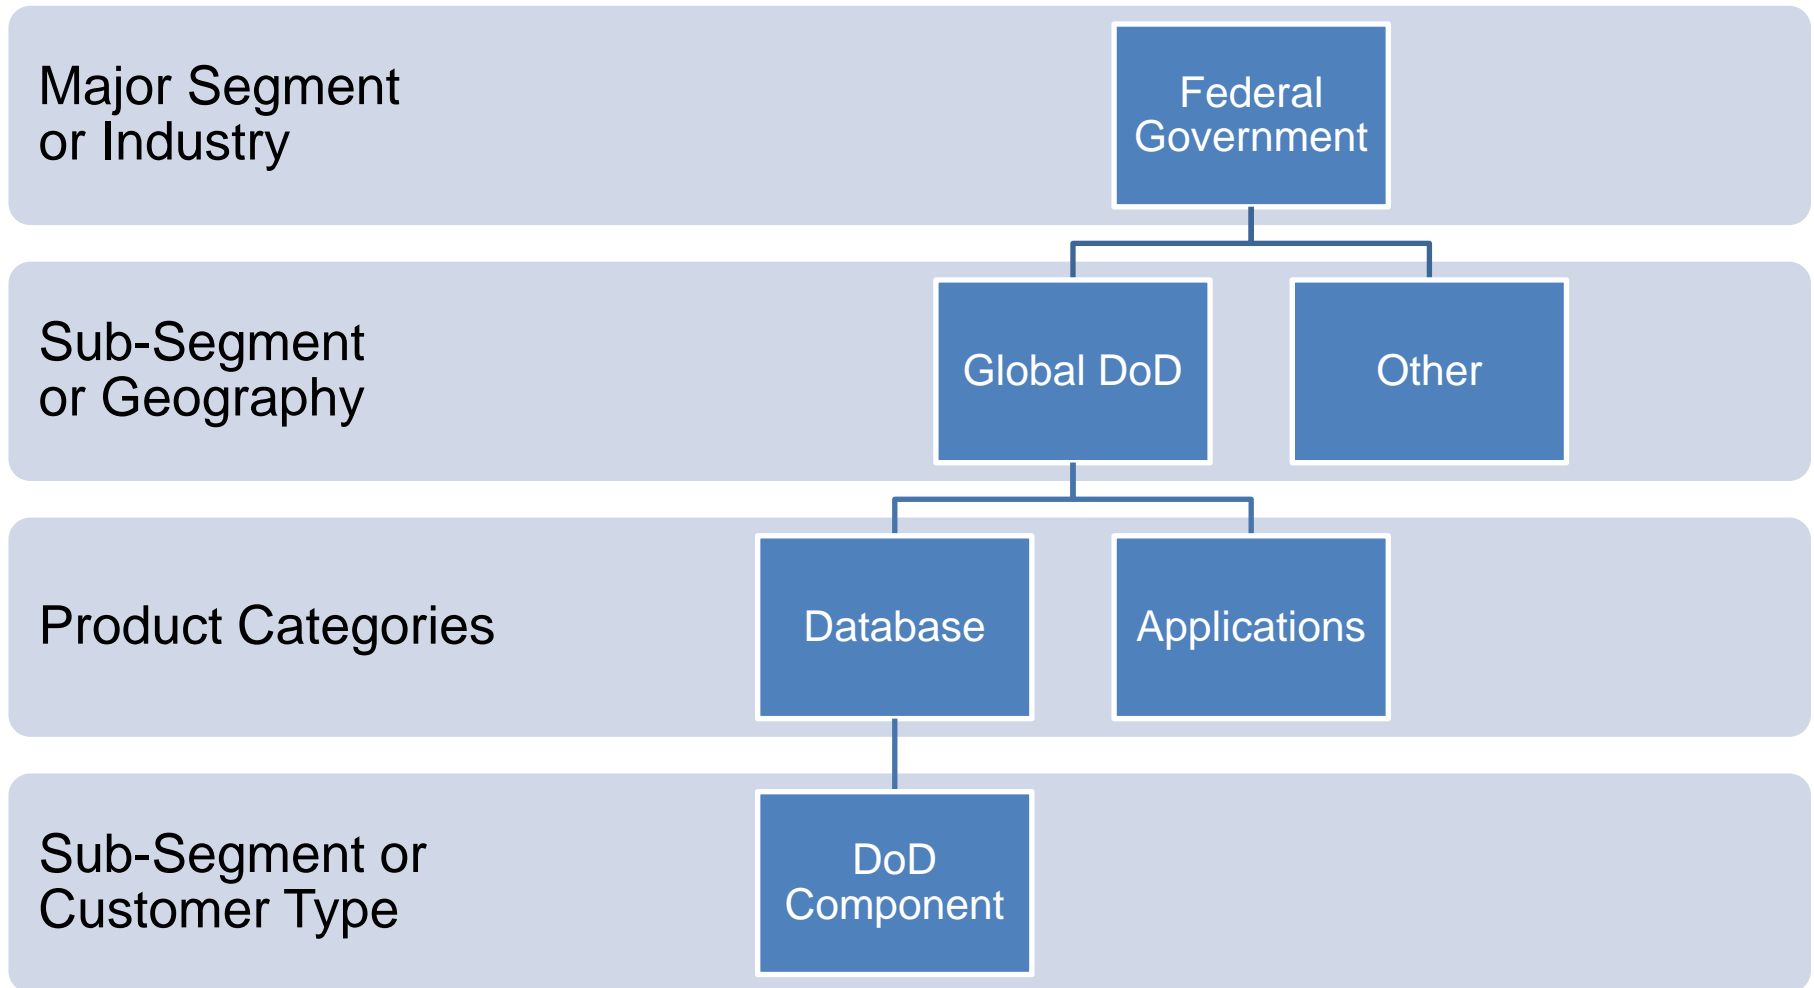 Major Segment
or Industry
Federal
Government
Sub-Segment
or Geography
Global DoD
Other
Product Categories
Database
Applications
Sub-Segment or
Customer Type
DoD
Component